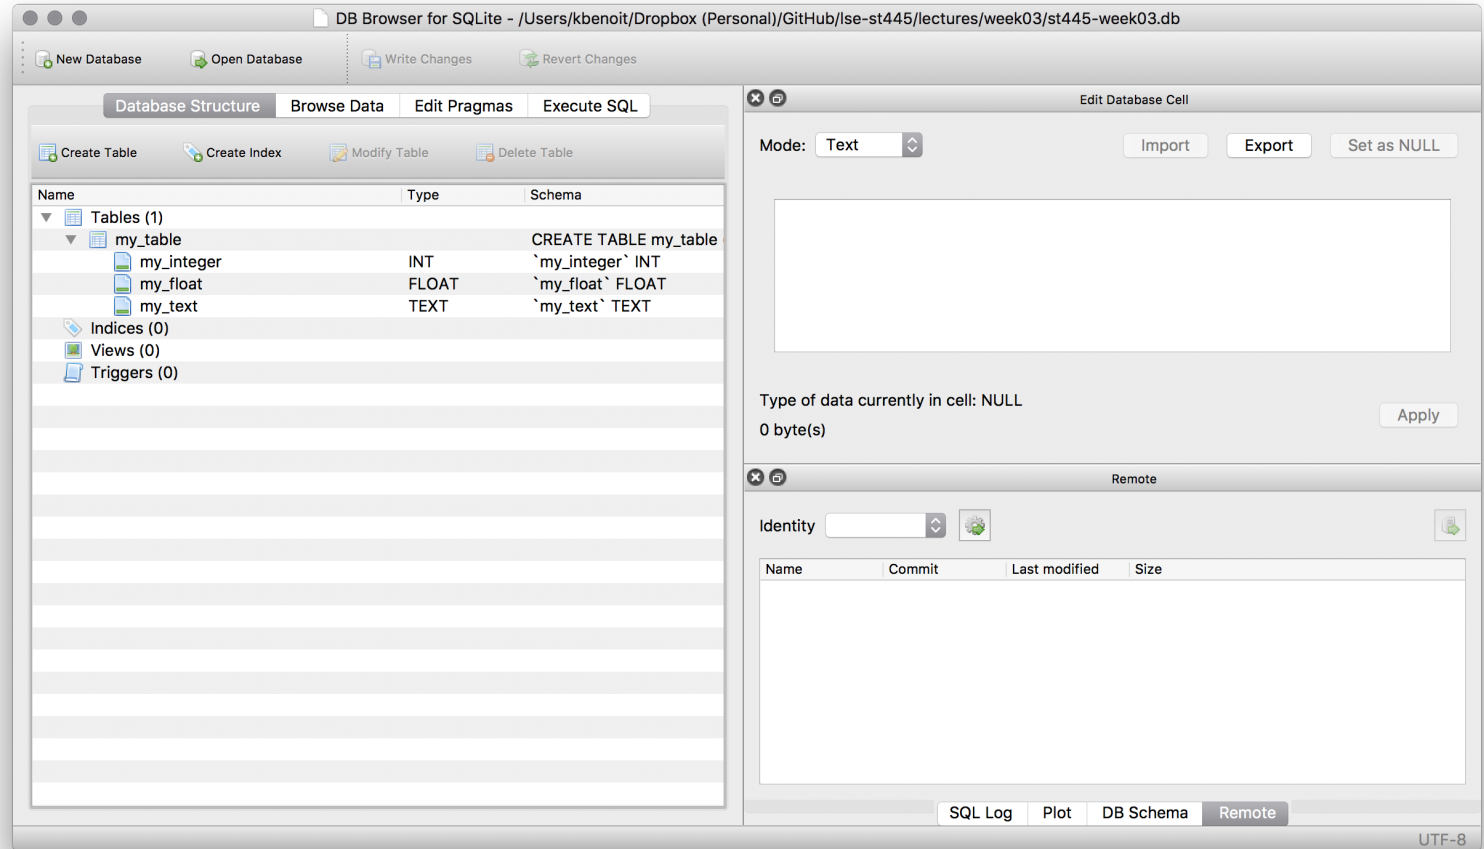 DB Browser for SQLite - /Users/kbenoit/Dropbox (Personal)/GitHub/lse-st445/lectures/week03/st445-week03.db
New Database Open Database Write Changes Revert Changes
Database Structure Browse Data Edit Pragmas Execute SQL
Create Table Create Index Modify Table Delete Table
Name Type Schema
Tables (1)
my_table CREATE TABLE my_table
my_integer INT `my_integer` INT
my_float FLOAT `my_float` FLOAT
my_text TEXT `my_text` TEXT
Indices (0)
Views (0)
Triggers (0)
Edit Database Cell
Mode: Text Import Export Set as NULL
Type of data currently in cell: NULL
0 byte(s)
Apply
Remote
Identity
Name Commit Last modified Size
SQL Log Plot DB Schema Remote
UTF-8